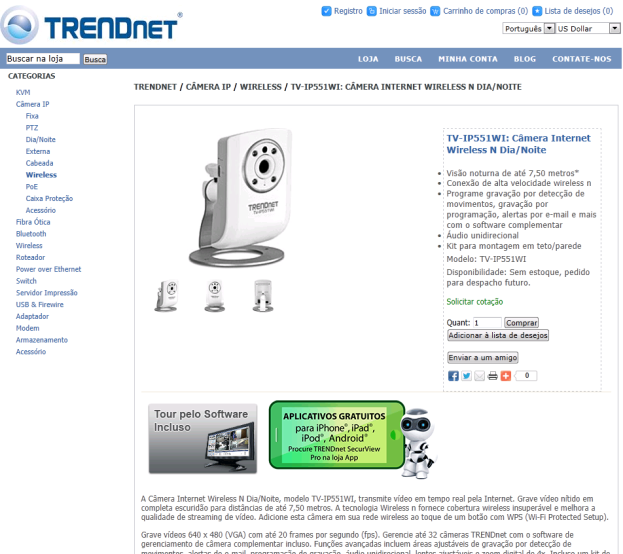 Registro Iniciar sessão Carrinho de compras (0) Lista de desejos (0)
TRENDNET®
Português US Dollar
Buscar na loja Busca LOJA BUSCA MINHA CONTA BLOG CONTATE-NOS
CATEGORIAS
KVM
Câmera IP
Fixa
PTZ
Dia/Noite
Externa
Cabeada
Wireless
PoE
Caixa Proteção
Acessório
Fibra Ótica
Bluetooth
Wireless
Roteador
Power over Ethernet
Switch
Servidor Impressão
USB & Firewire
Adaptador
Modem
Armazenamento
Acessório
TRENDNET / CÂMERA IP / WIRELESS / TV-IP551WI: CÂMERA INTERNET WIRELESS N DIA/NOITE
TRENDNET
TV-IP551WI: Câmera Internet
Wireless N Dia/Noite
Visão noturna de até 7,50 metros*
Conexão de alta velocidade wireless n
Programe gravação por detecção de
movimentos, gravação por
programação, alertas por e-mail e mais
com o software complementar
Áudio unidirecional
Kit para montagem em teto/parede
Modelo: TV-IP551WI
Disponibilidade: Sem estoque, pedido
para despacho futuro.
Solicitar cotação
Quant: 1 Comprar
Adicionar à lista de desejos
Enviar a um amigo
0
Tour pelo Software
Incluso
APLICATIVOS GRATUITOS
para iPhone®, iPad®,
iPod®, Android®
Procure TRENDnet SecurView
Pro na loja App
A Câmera Internet Wireless N Dia/Noite, modelo TV-IP551WI, transmite vídeo em tempo real pela Internet. Grave vídeo nítido em
completa escuridão para distâncias de até 7,50 metros. A tecnologia Wireless n fornece cobertura wireless insuperável e melhora a
qualidade de streaming de vídeo. Adicione esta câmera em sua rede wireless ao toque de um botão com WPS (Wi-Fi Protected Setup).
Grave vídeos 640 x 480 (VGA) com até 20 frames por segundo (fps). Gerencie até 32 câmeras TRENDnet com o software de
gerenciamento de câmera complementar incluso. Funções avançadas incluem áreas ajustáveis de gravação por detecção de
movimentos, alertas de e-mail, programação de gravação, áudio unidirecional, lentes ajustáveis e zoom digital de 4x. Inclusive um kit de